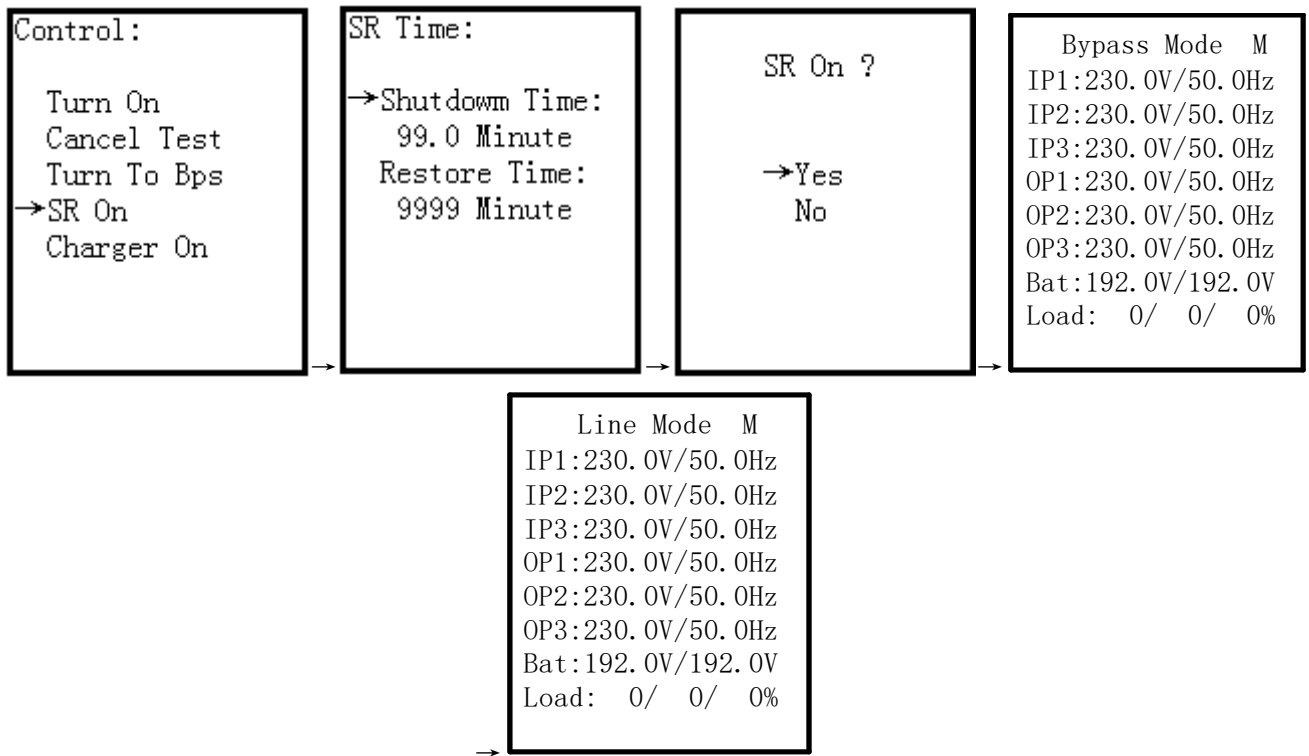 Control:
Turn On
Cancel Test
Turn To Bps
→SR On
Charger On
→
SR Time:
→Shutdowm Time:
99.0 Minute
Restore Time:
9999 Minute
→
SR On ?
→Yes
No
→
Bypass Mode M
IP1:230.0V/50.0Hz
IP2:230.0V/50.0Hz
IP3:230.0V/50.0Hz
OP1:230.0V/50.0Hz
OP2:230.0V/50.0Hz
OP3:230.0V/50.0Hz
Bat:192.0V/192.0V
Load: 0/ 0/ 0%
→
Line Mode M
IP1:230.0V/50.0Hz
IP2:230.0V/50.0Hz
IP3:230.0V/50.0Hz
OP1:230.0V/50.0Hz
OP2:230.0V/50.0Hz
OP3:230.0V/50.0Hz
Bat:192.0V/192.0V
Load: 0/ 0/ 0%